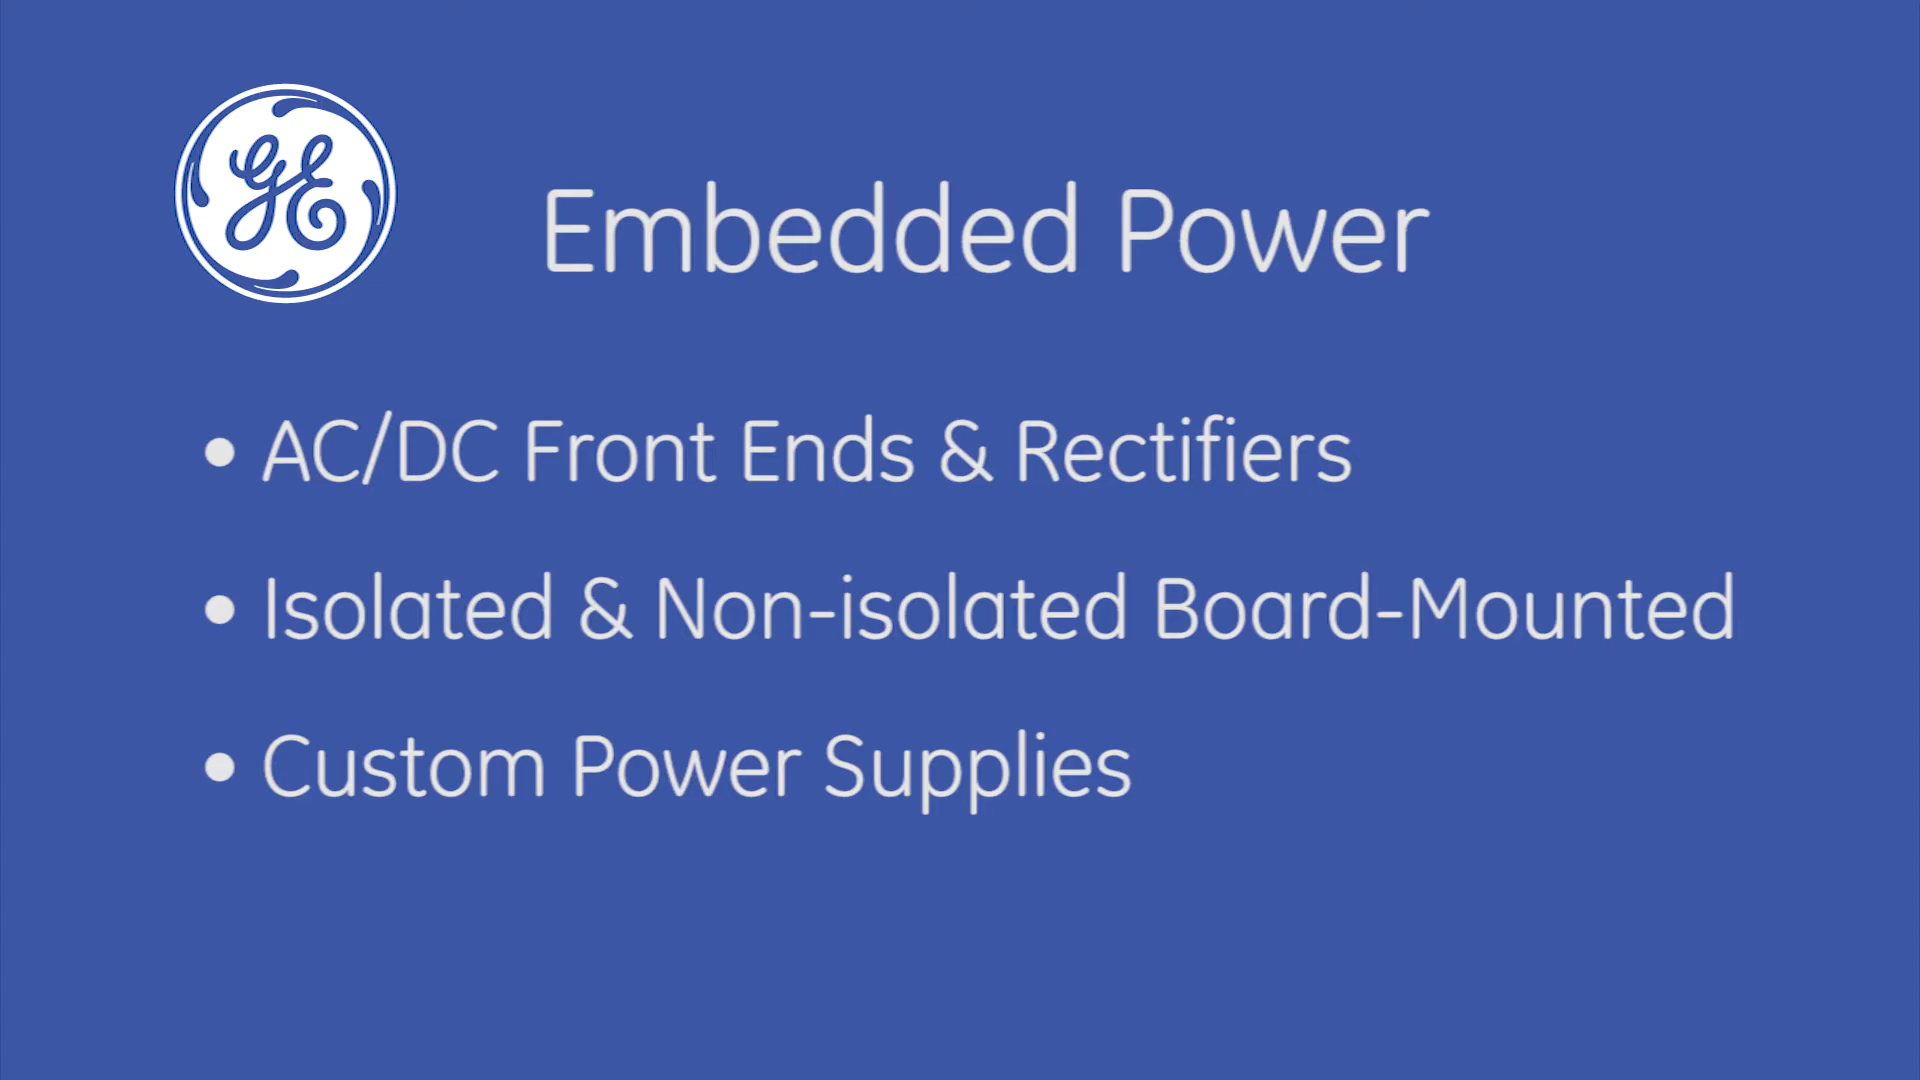 GE
Embedded Power
• AC/DC Front Ends & Rectifiers
• Isolated & Non-isolated Board-Mounted
• Custom Power Supplies